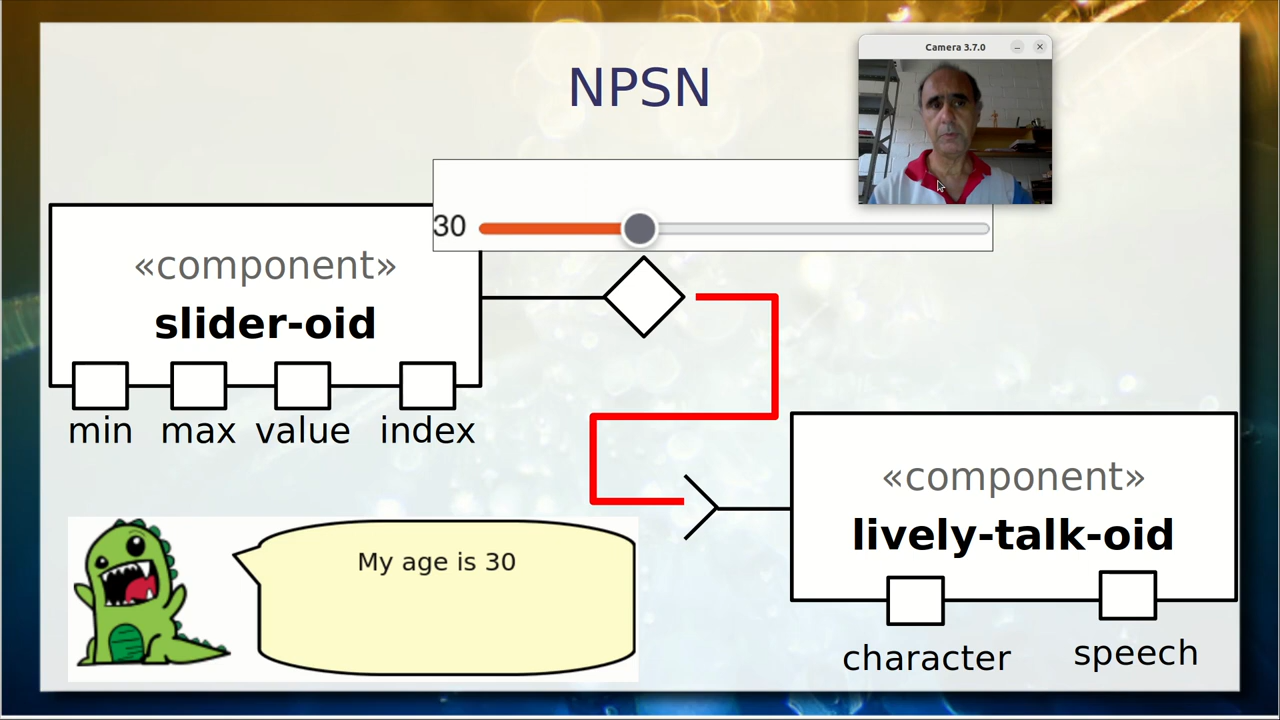 NPSN
Camera 3.7.0
30
«component»
slider-oid
min max value index
«component»
lively-talk-oid
My age is 30
character speech